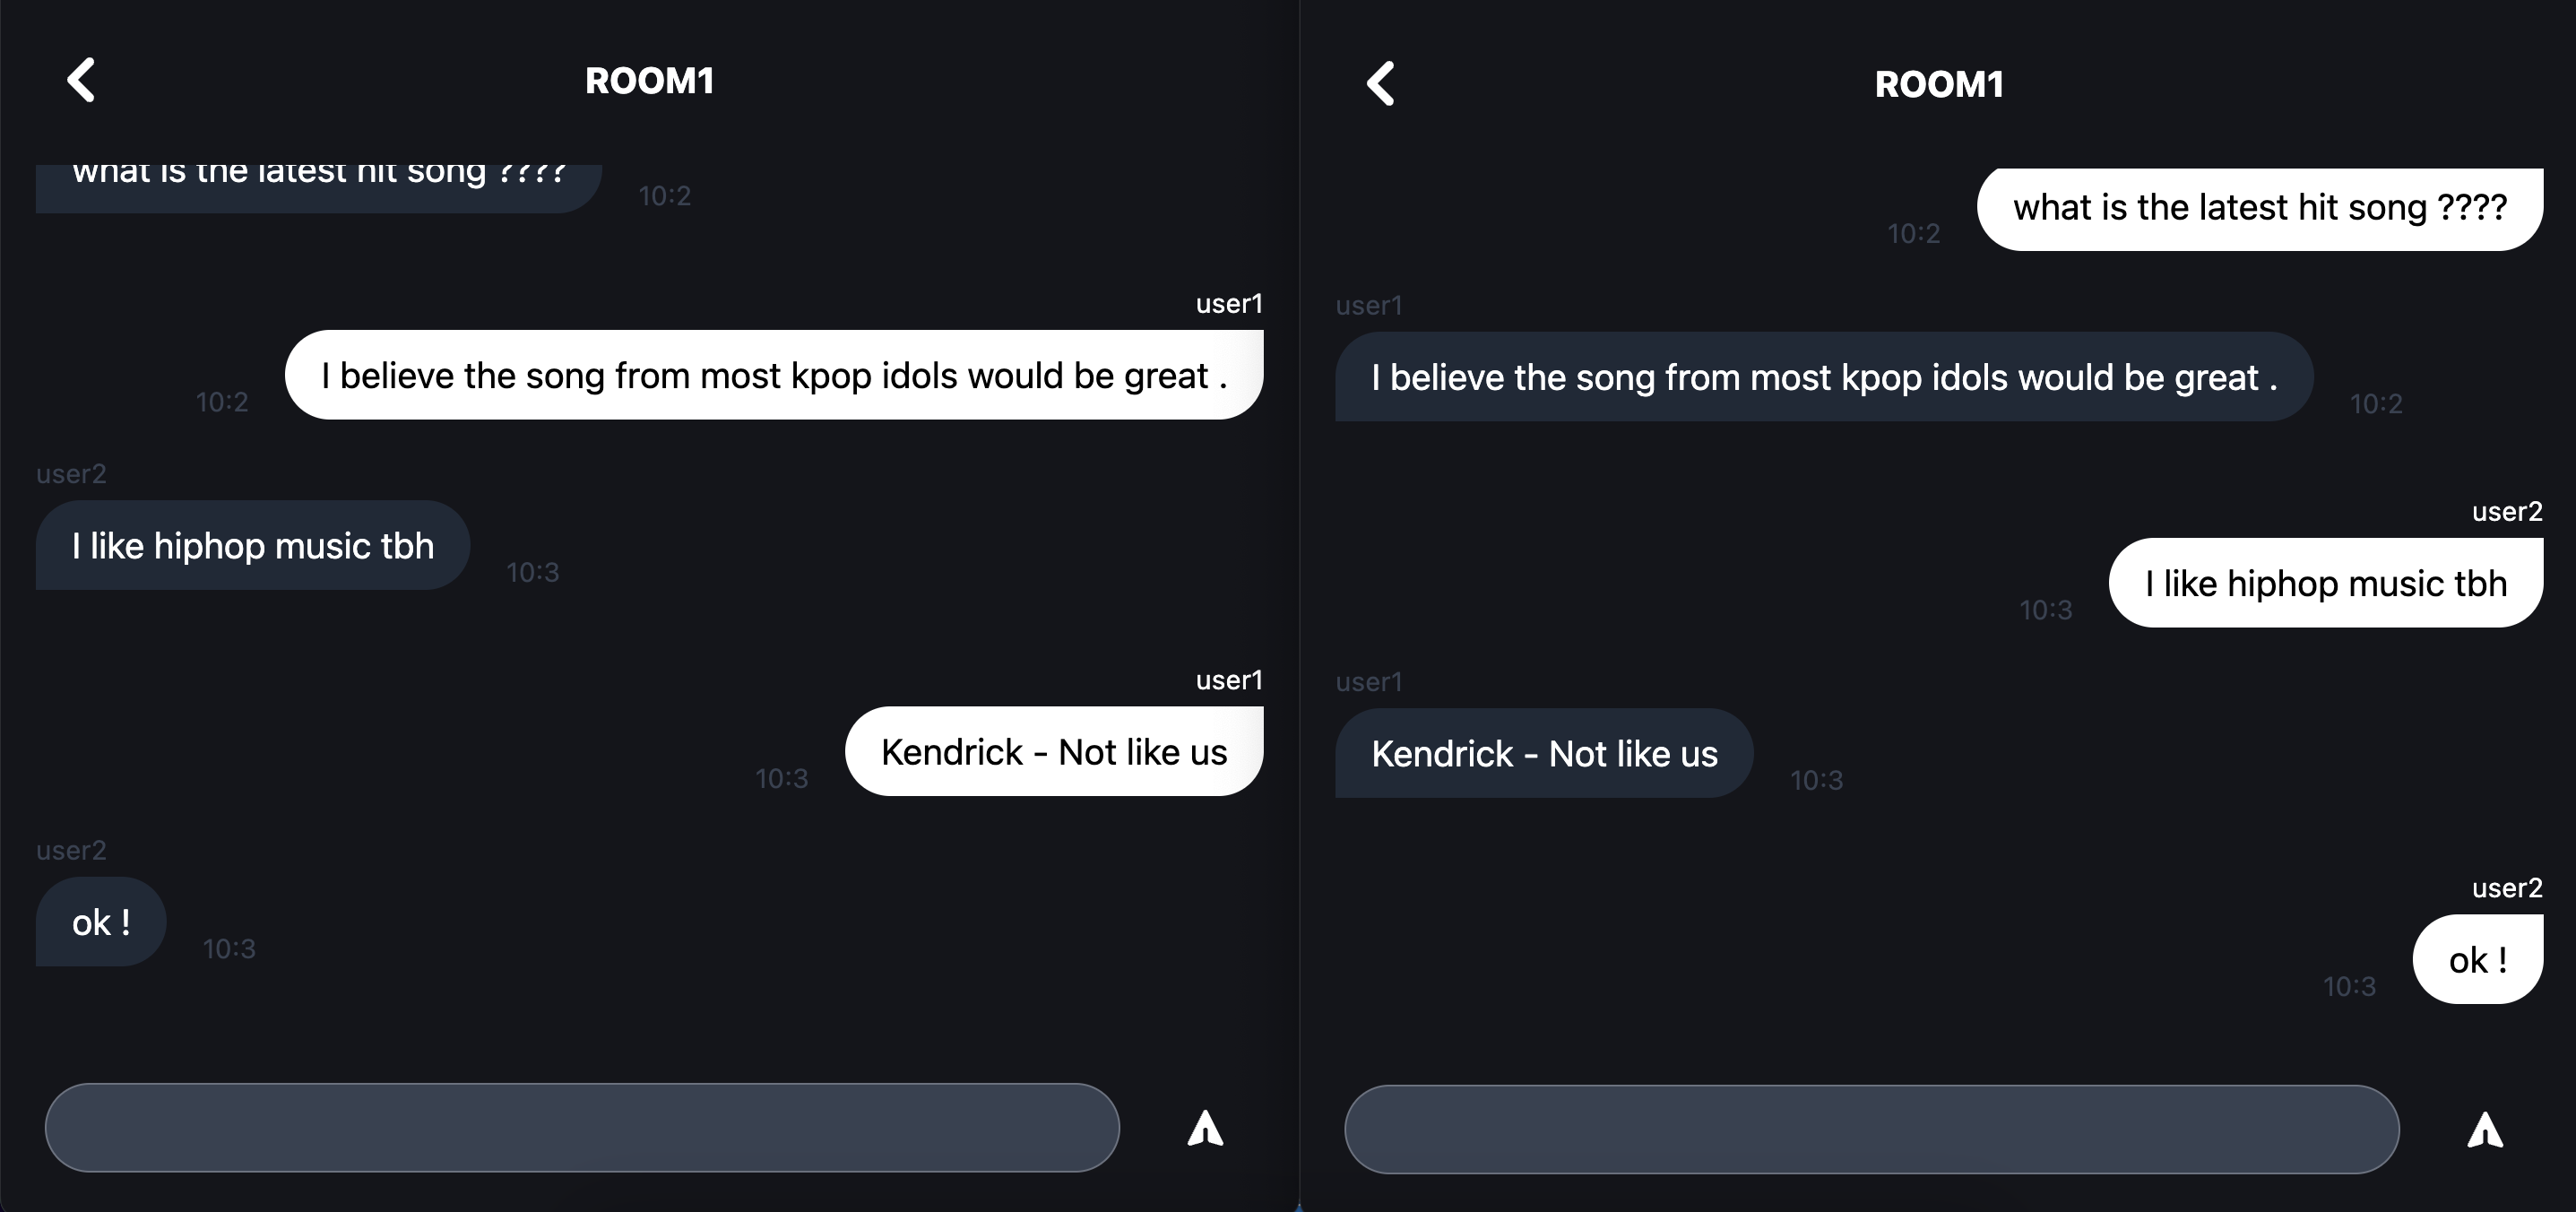 ROOM1
what is the latest hit song ????
10:2
user1
I believe the song from most kpop idols would be great .
10:2
user2
I like hiphop music tbh
10:3
user1
Kendrick - Not like us
10:3
user2
ok !
10:3
ROOM1
what is the latest hit song ????
10:2
user1
I believe the song from most kpop idols would be great .
10:2
user2
I like hiphop music tbh
10:3
user1
Kendrick - Not like us
10:3
user2
ok !
10:3